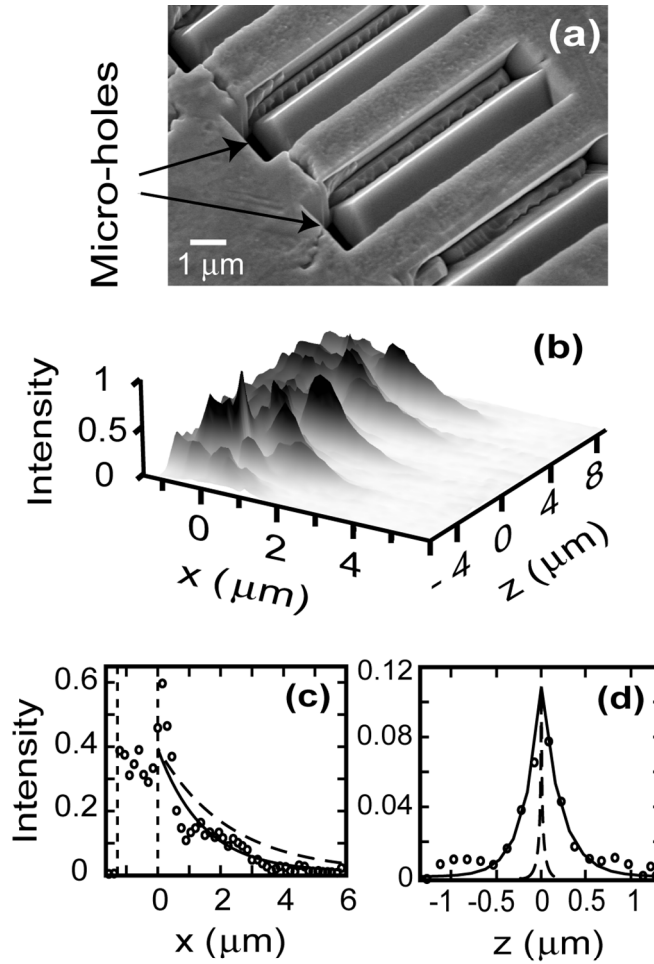 (a)
Micro-holes
1 μm
(b)
Intensity
1
0.5
0
0
2
4
x (μm)
-4
0
4
8
z (μm)
(c)
Intensity
0.6
0.4
0.2
0
0
2
4
6
x (μm)
(d)
0.12
0.08
0.04
0
-1
-0.5
0
0.5
1
z (μm)